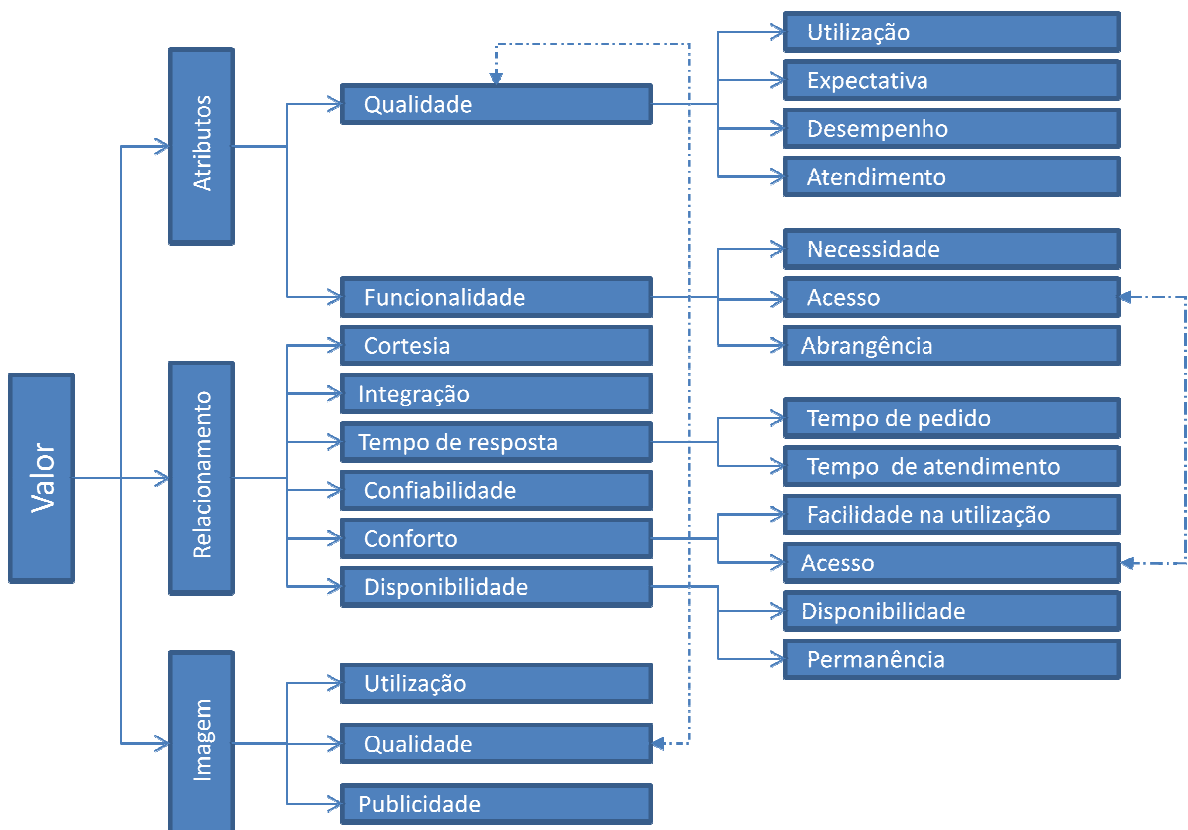 Valor
Atributos
Relacionamento
Imagem
Qualidade
Funcionalidade
Cortesia
Integração
Tempo de resposta
Confiabilidade
Conforto
Disponibilidade
Utilização
Qualidade
Publicidade
Utilização
Expectativa
Desempenho
Atendimento
Necessidade
Acesso
Abrangência
Tempo de pedido
Tempo de atendimento
Facilidade na utilização
Acesso
Disponibilidade
Permanência